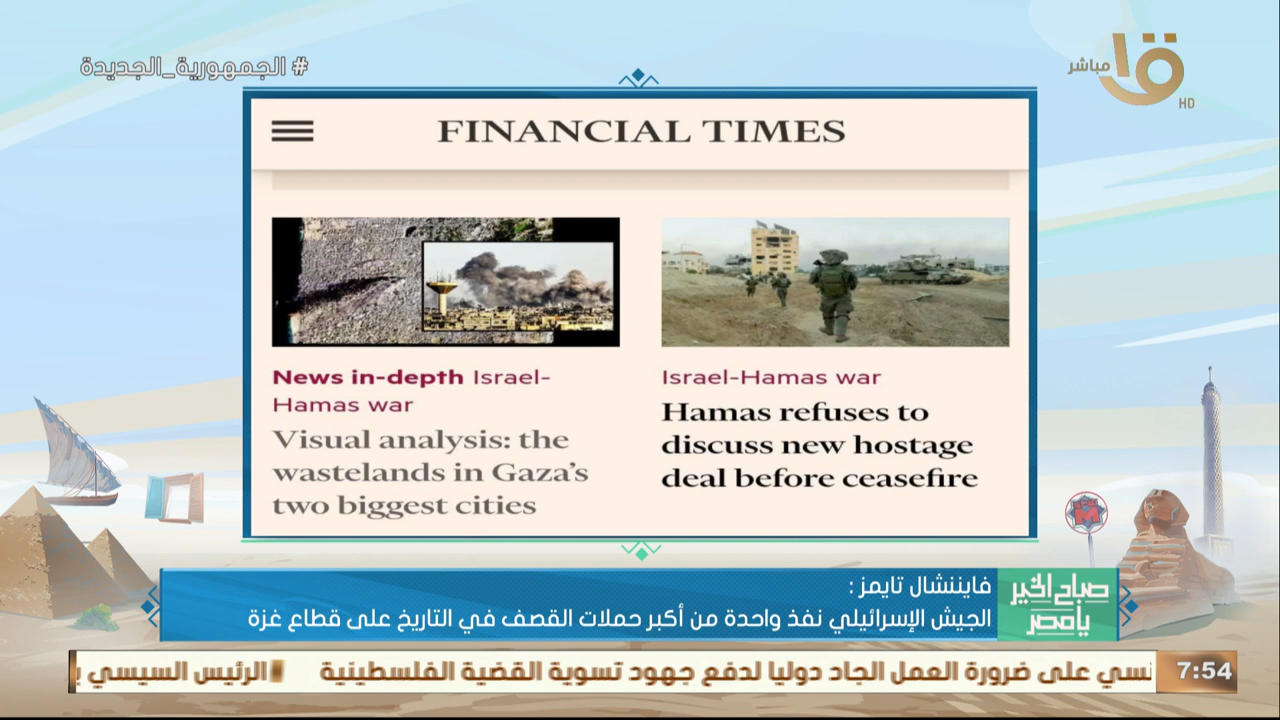 # الجمهورية_الجديدة
مباشر
HD
FINANCIAL TIMES
News in-depth Israel-
Hamas war
Visual analysis: the
wastelands in Gaza's
two biggest cities
Israel-Hamas war
Hamas refuses to
discuss new hostage
deal before ceasefire
صباح الخير
يا مصر
فايننشال تايمز :
الجيش الإسرائيلي نفذ واحدة من أكبر حملات القصف في التاريخ على قطاع غزة
7:54
على ضرورة العمل الجاد دوليا لدفع جهود تسوية القضية الفلسطينية الرئيس السيسي